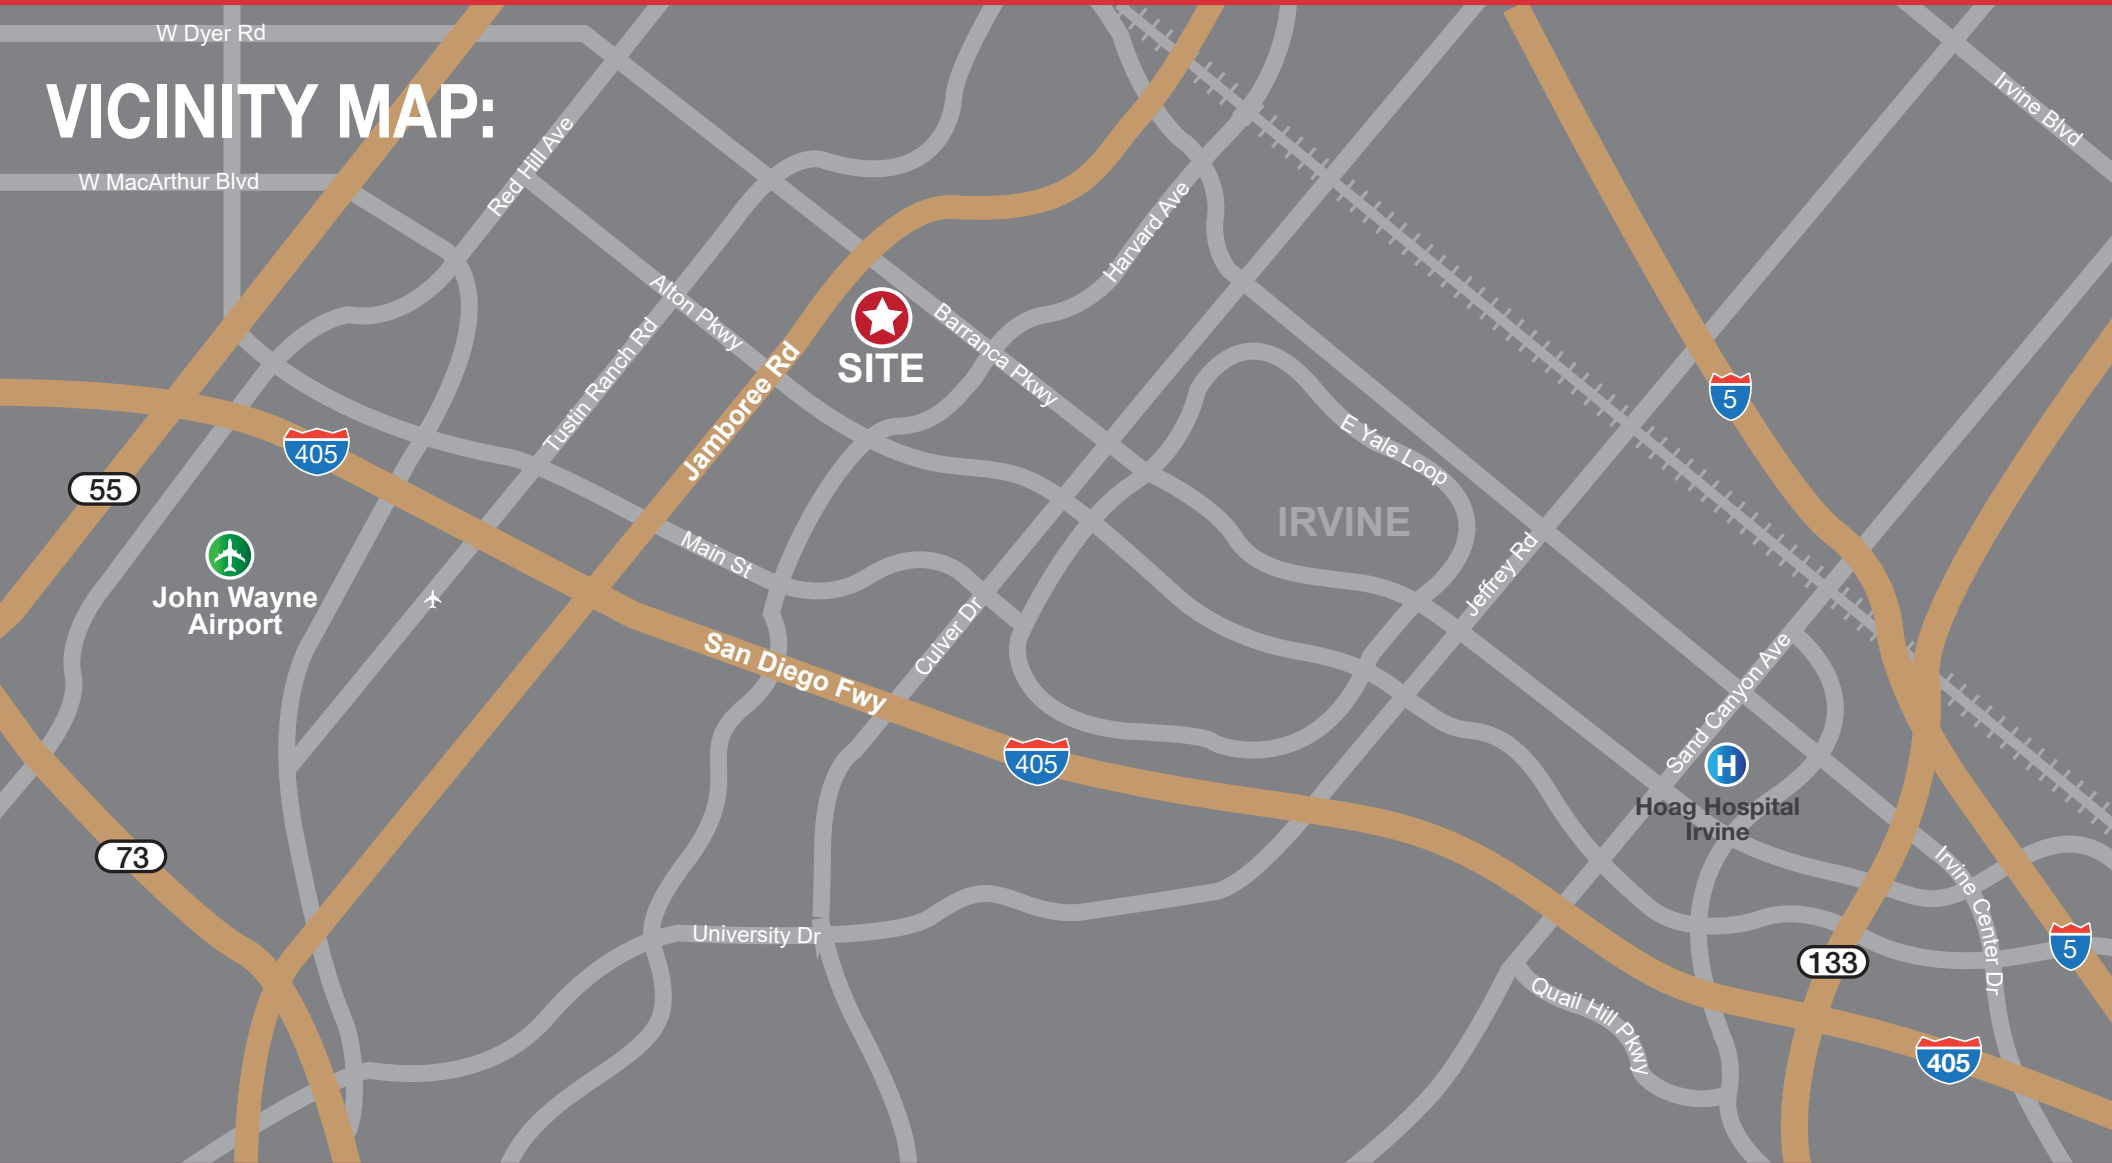 W Dyer Rd
VICINITY MAP:
W MacArthur Blvd
Red Hill Ave
Irvine Blvd
Harvard Ave
Alton Pkwy
Barranca Pkwy
SITE
Tustin Ranch Rd
Jamboree Rd
5
E Yale Loop
405
55
IRVINE
Main St
Jeffrey Rd
John Wayne
Airport
Culver Dr
San Diego Fwy
Sand Canyon Ave
405
H
Hoag Hospital
Irvine
73
Irvine Center Dr
University Dr
5
133
Quail Hill Pkwy
405